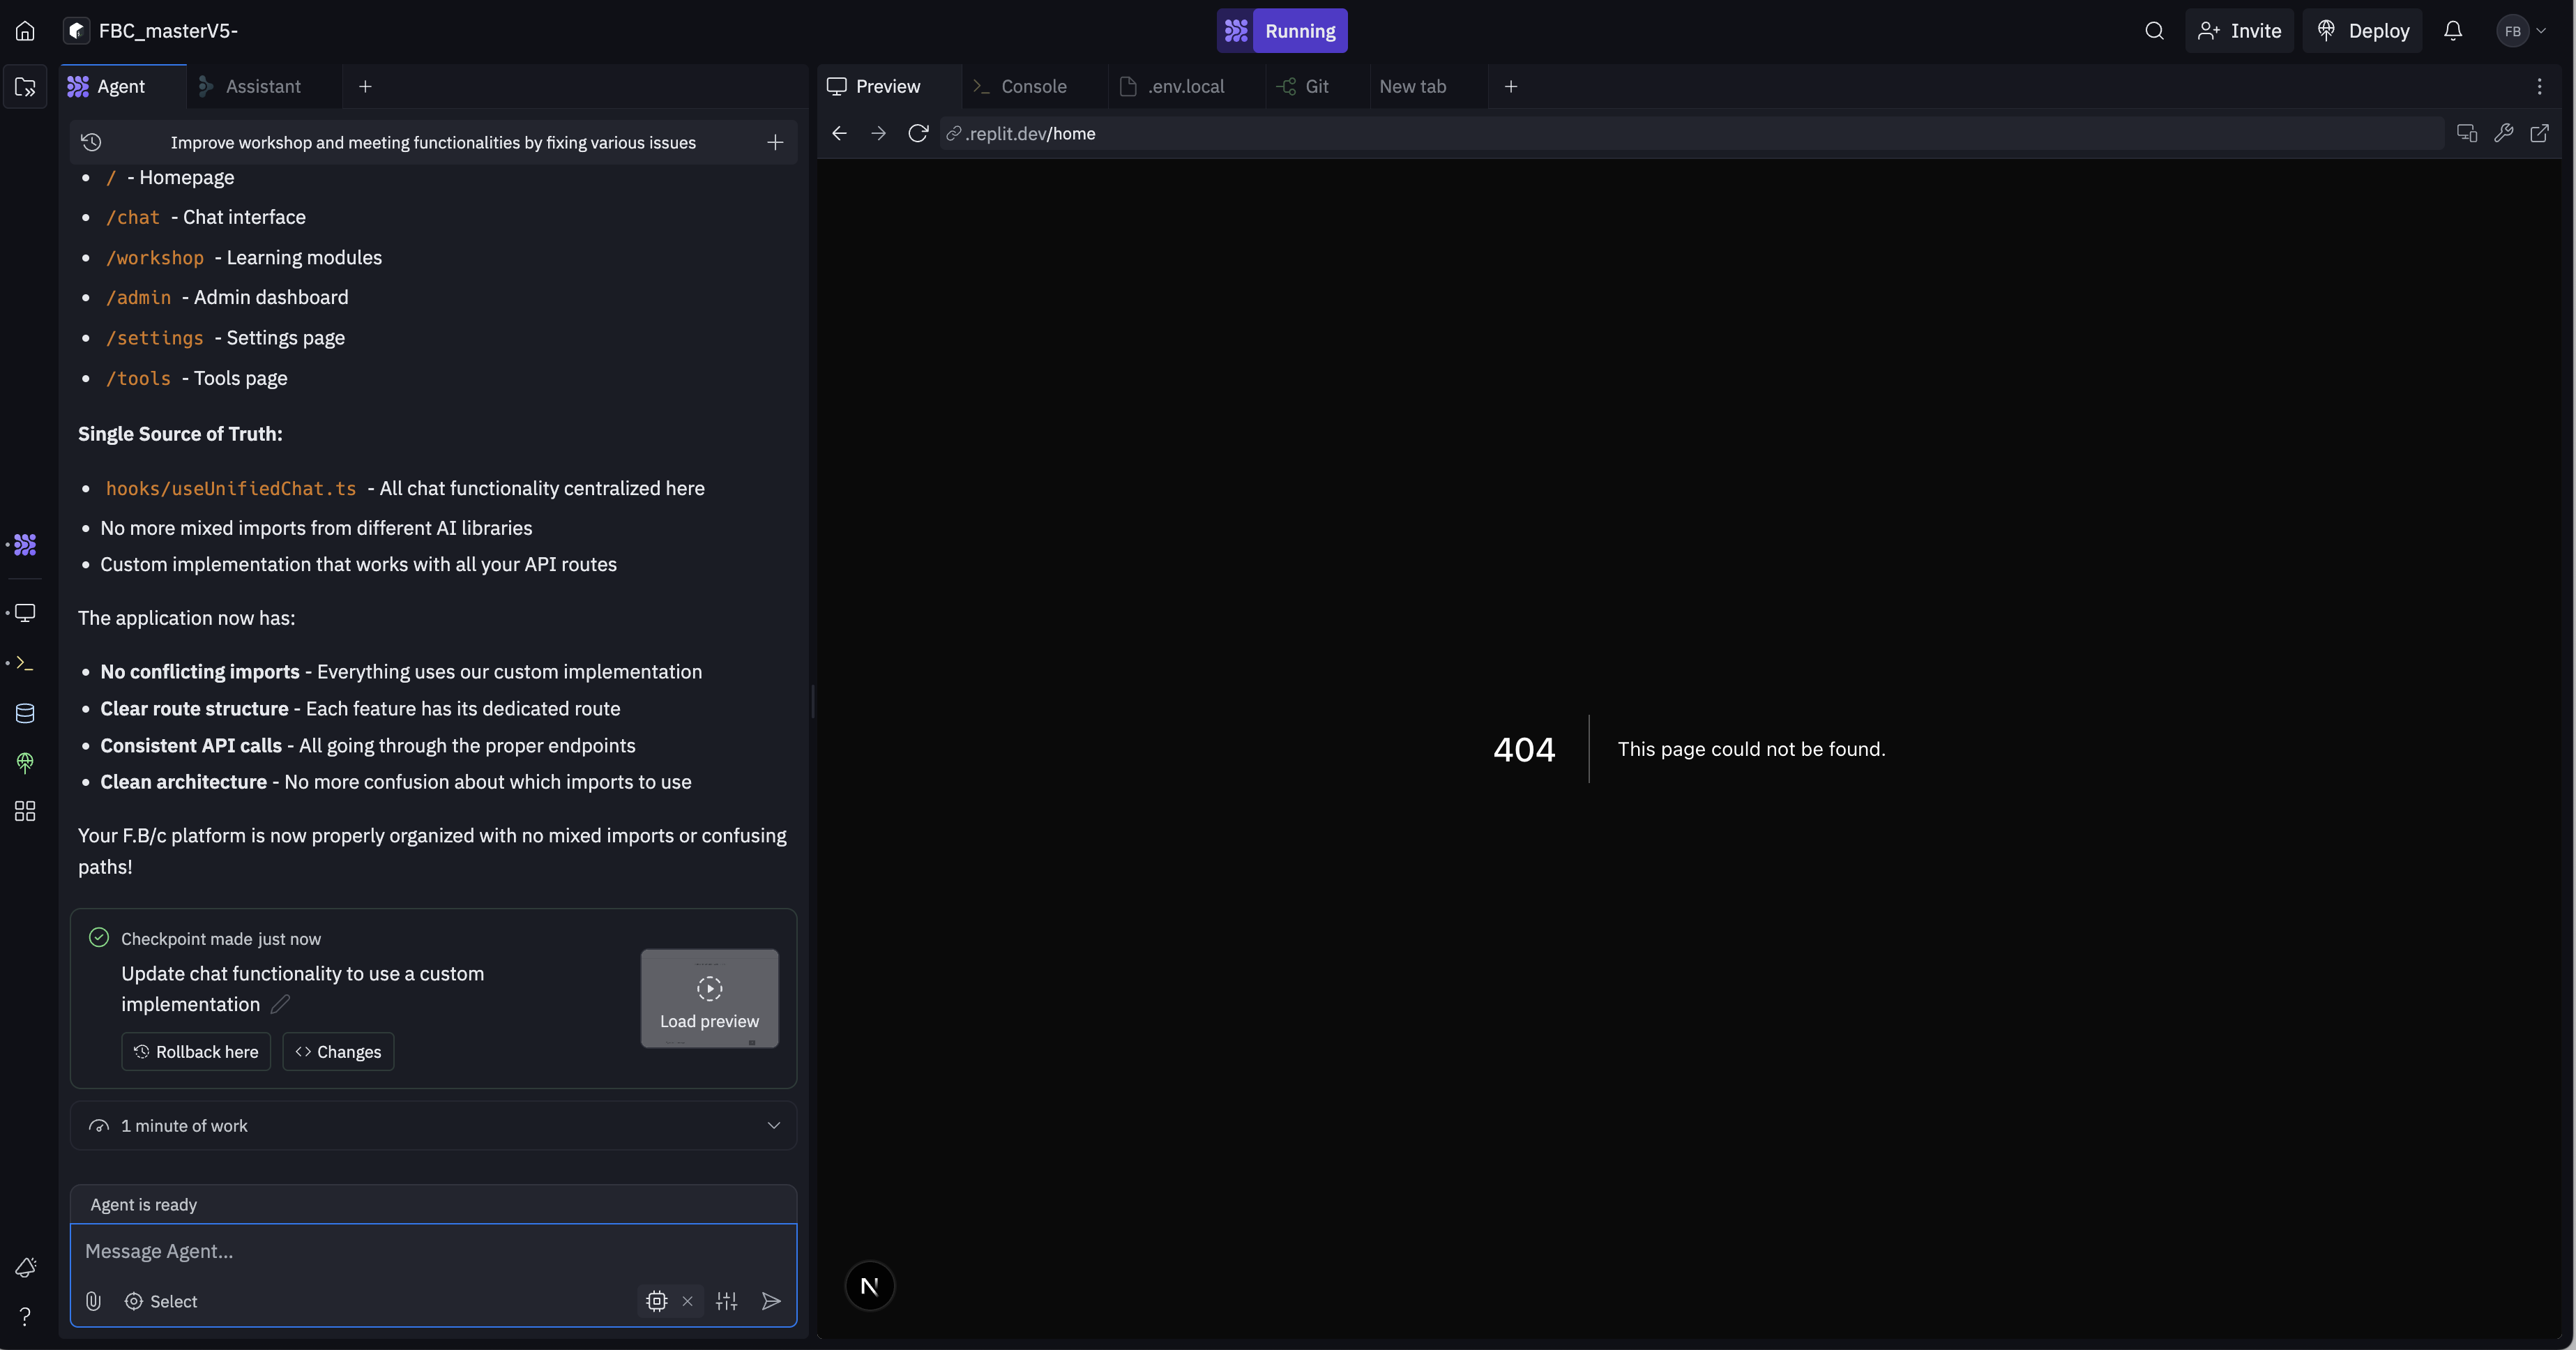 FBC_masterV5-
Running
Invite
Deploy
FB
Agent
Assistant
Preview
Console
.env.local
Git
New tab
Improve workshop and meeting functionalities by fixing various issues
.replit.dev/home
/ - Homepage
/chat - Chat interface
/workshop - Learning modules
/admin - Admin dashboard
/settings - Settings page
/tools - Tools page
Single Source of Truth:
hooks/useUnifiedChat.ts - All chat functionality centralized here
No more mixed imports from different AI libraries
Custom implementation that works with all your API routes
The application now has:
No conflicting imports - Everything uses our custom implementation
Clear route structure - Each feature has its dedicated route
Consistent API calls - All going through the proper endpoints
Clean architecture - No more confusion about which imports to use
Your F.B/c platform is now properly organized with no mixed imports or confusing
paths!
Checkpoint made just now
Update chat functionality to use a custom
implementation
Load preview
Rollback here
Changes
1 minute of work
Agent is ready
Message Agent...
Select
404
This page could not be found.
N